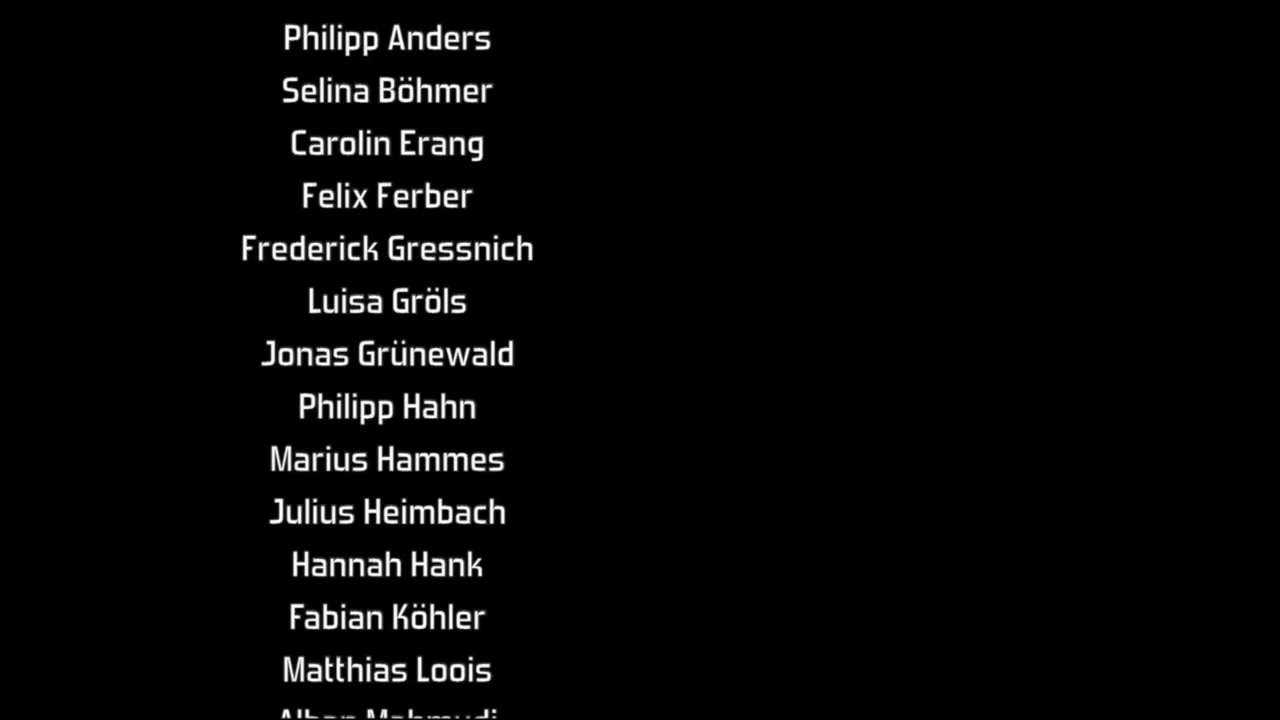 Philipp Anders
Selina Böhmer
Carolin Erang
Felix Ferber
Frederick Gressnich
Luisa Gröls
Jonas Grünewald
Philipp Hahn
Marius Hammes
Julius Heimbach
Hannah Hank
Fabian Köhler
Matthias Loois